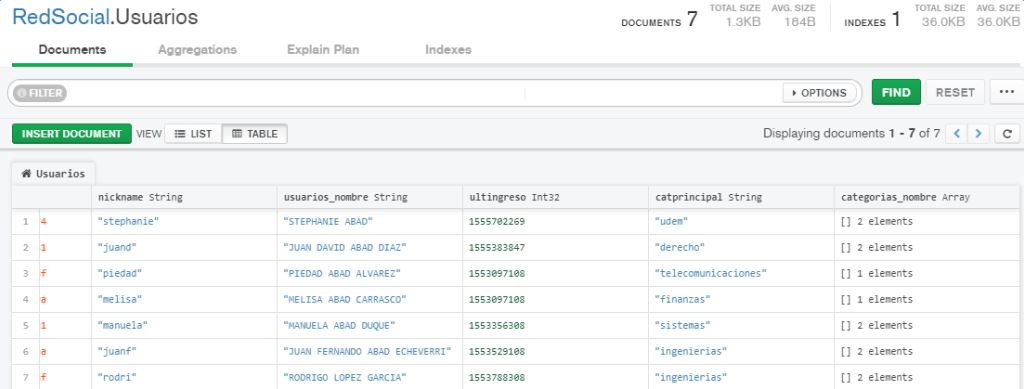 RedSocial.Usuarios
DOCUMENTS 7 TOTAL SIZE 1.3KB AVG. SIZE 184B INDEXES 1 TOTAL SIZE 36.0KB AVG. SIZE 36.0KB
Documents Aggregations Explain Plan Indexes
FILTER OPTIONS FIND RESET ...
INSERT DOCUMENT VIEW LIST TABLE Displaying documents 1 - 7 of 7 < > C
Usuarios
nickname String usuarios_nombre String ultingreso Int32 catprincipal String categorias_nombre Array
1 4 "stephanie" "STEPHANIE ABAD" 1555702269 "udem" [] 2 elements
2 1 "juand" "JUAN DAVID ABAD DIAZ" 1555383847 "derecho" [] 2 elements
3 f "piedad" "PIEDAD ABAD ALVAREZ" 1553097108 "telecomunicaciones" [] 1 elements
4 a "melisa" "MELISA ABAD CARRASCO" 1553097108 "finanzas" [] 1 elements
5 1 "manuela" "MANUELA ABAD DUQUE" 1553356308 "sistemas" [] 2 elements
6 a "juanf" "JUAN FERNANDO ABAD ECHEVERRI" 1553529108 "ingenierias" [] 2 elements
7 f "rodri" "RODRIGO LOPEZ GARCIA" 1553788308 "ingenierias" [] 2 elements